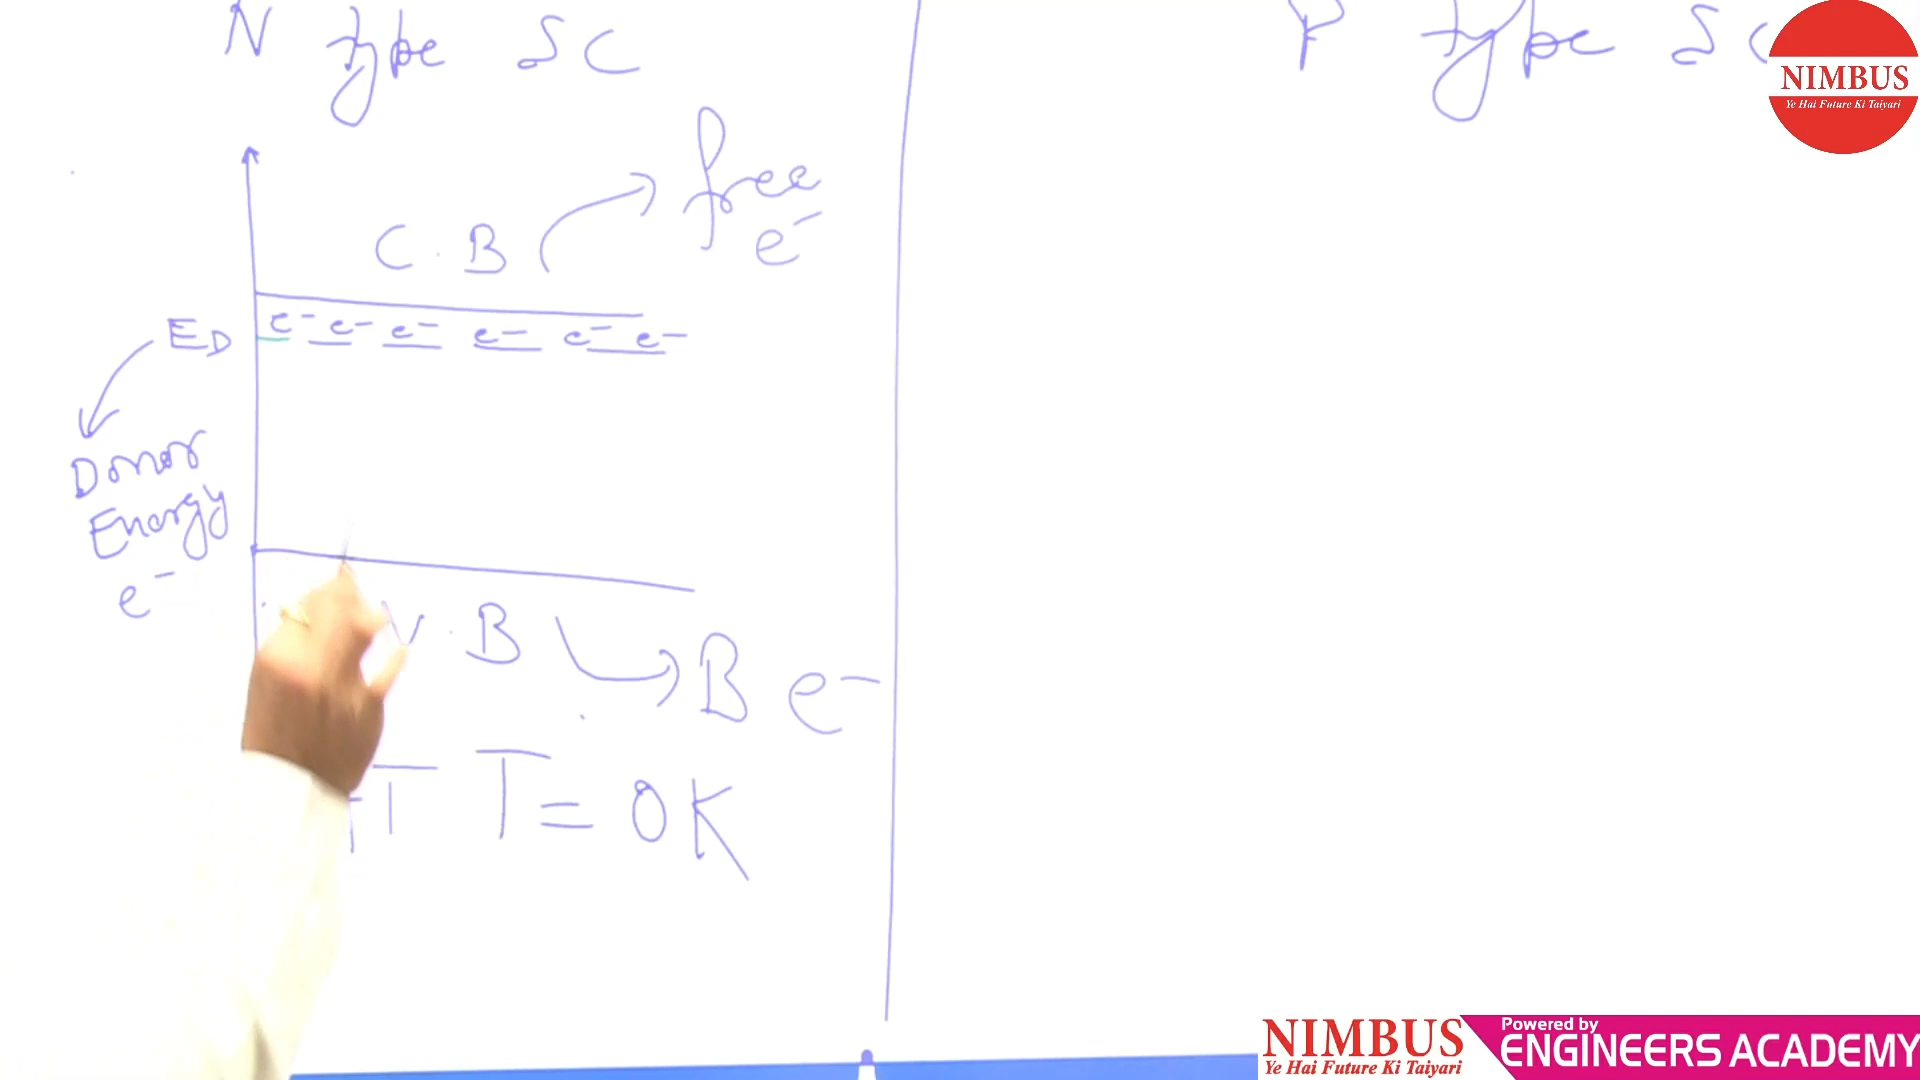 N type SC
P type SC
NIMBUS
Ye Hai Future Ki Taiyari
free
e⁻
C.B
ED
e⁻ e⁻ e⁻ e⁻ e⁻ e⁻
Donor
Energy
e⁻
V.B
B e⁻
T T = 0K
NIMBUS
Ye Hai Future Ki Taiyari
Powered by
ENGINEERS ACADEMY